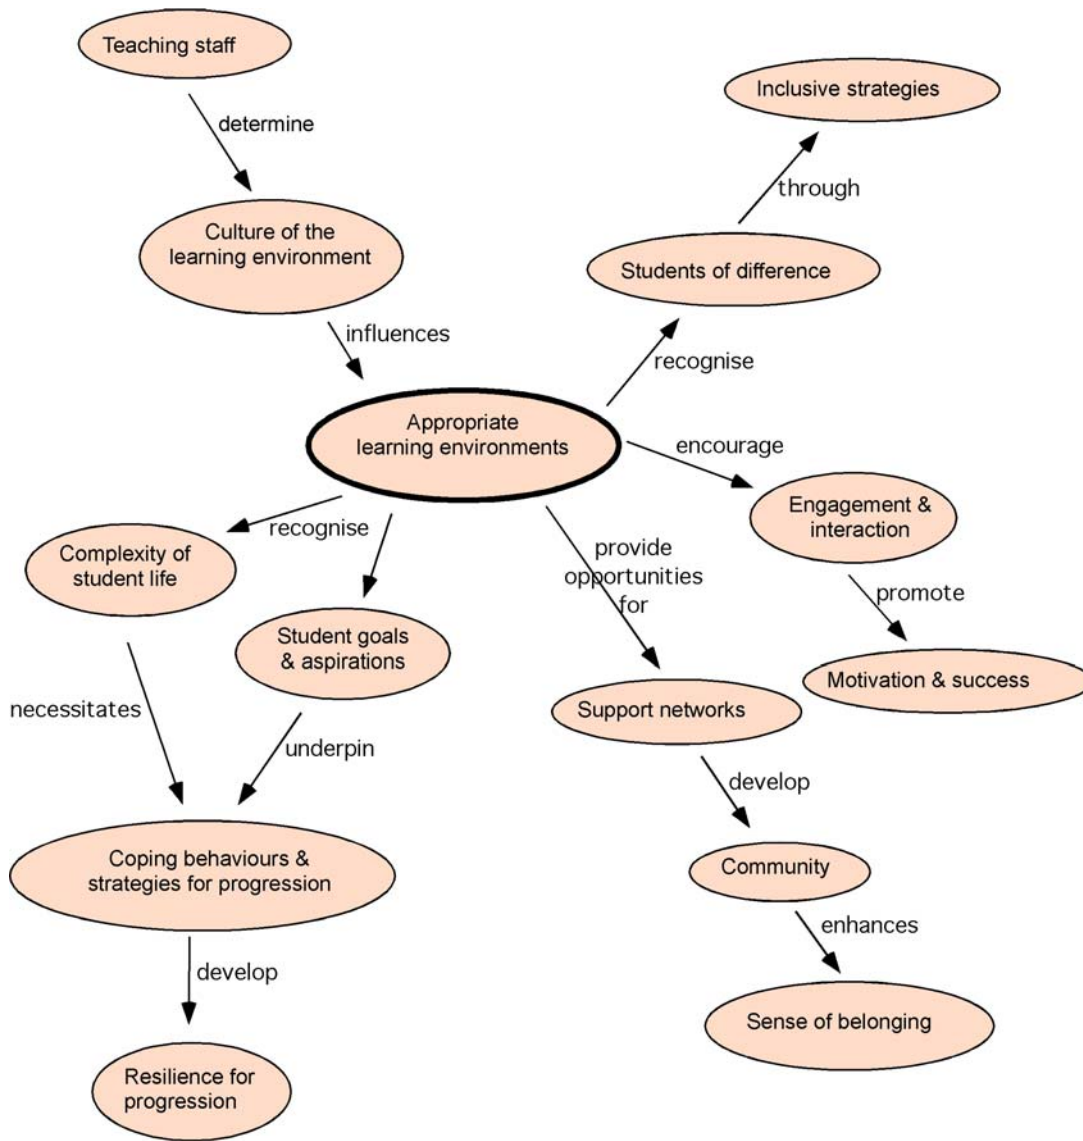 Teaching staff
determine
Culture of the
learning environment
influences
Inclusive strategies
through
Students of difference
recognise
Appropriate
learning environments
encourage
Engagement &
interaction
promote
Motivation & success
recognise
Complexity of
student life
Student goals
& aspirations
necessitates
underpin
Coping behaviours &
strategies for progression
develop
Resilience for
progression
provide
opportunities
for
Support networks
develop
Community
enhances
Sense of belonging